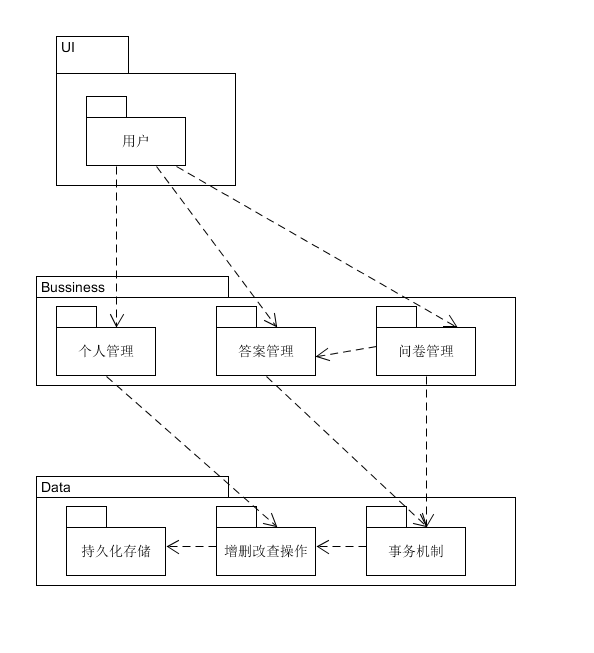 UI
用户
Bussiness
个人管理
答案管理
问卷管理
Data
持久化存储
增删改查操作
事务机制